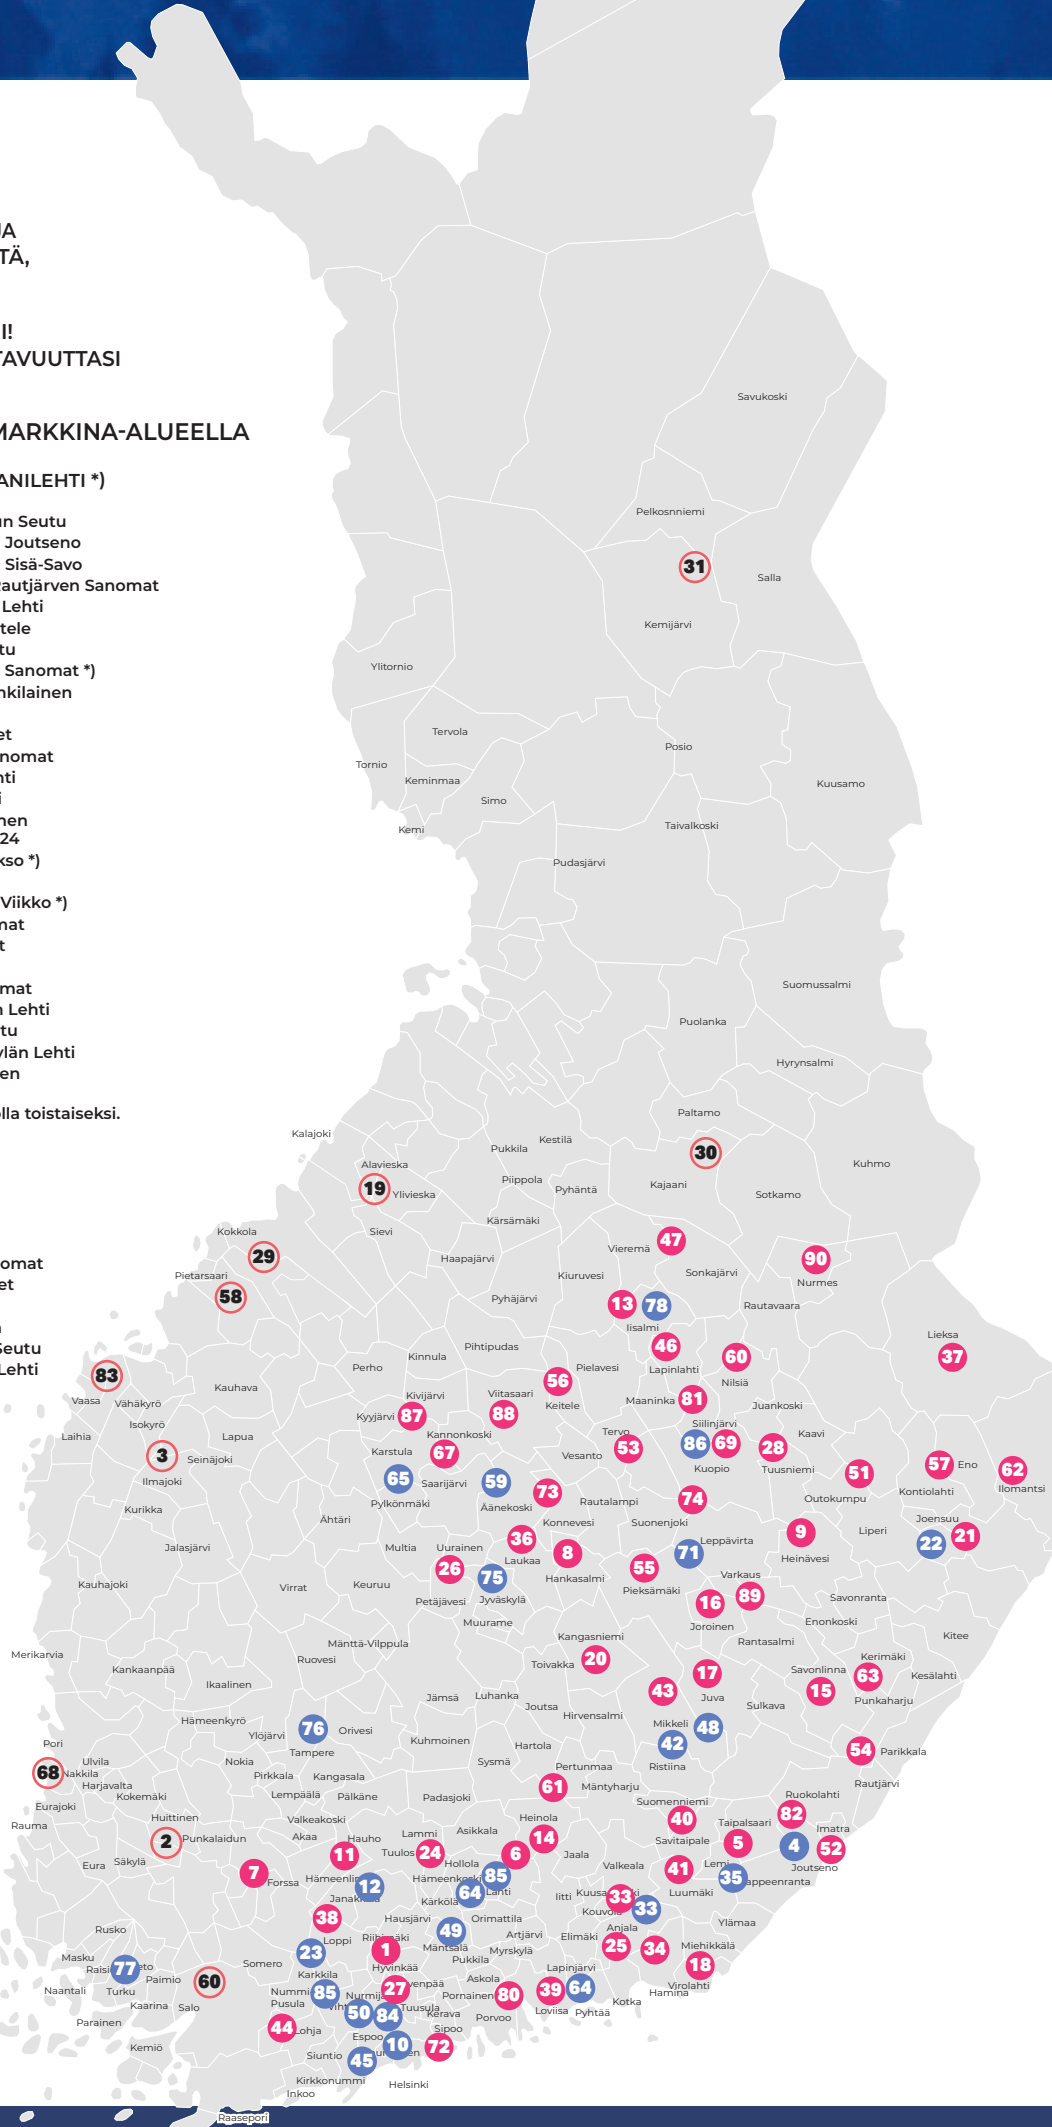 JA
TÄ,
I!
TAVUUTTASI
MARKKINA-ALUEELLA
ANILEHTI *)
un Seutu
Joutseno
Sisä-Savo
Rautjärven Sanomat
Lehti
tele
tu
Sanomat *)
nkilainen
et
nomat
hti
i
nen
24
kso *)
Viikko *)
mat
t
mat
n Lehti
tu
ylän Lehti
en
lla toistaiseksi.
omat
et
Seutu
Lehti
Savukoski
Pelkosnniemi
31
Salla
Kemijärvi
Ylitornio
Tervola
Posio
Tornio
Keminmaa
Kuusamo
Simo
Kemi
Taivalkoski
Pudasjärvi
Suomussalmi
Puolanka
Hyrynsalmi
Paltamo
Kalajoki
Kestilä
Pukkila
30
Alavieska
Kuhmo
Piippola
Kajaani
19
Ylivieska
Pyhäntä
Sotkamo
Kärsämäki
Kokkola
Sievi
47
Vieremä
29
Haapajärvi
90
Pietarsaari
Kiuruvesi
Sonkajärvi
Nurmes
58
Pyhäjärvi
13 78
Rautavaara
Iisalmi
Lieksa
Pihtipudas
46
Kinnula
60
37
Perho
Pielavesi
Lapinlahti
83
56
Nilsiä
Kauhava
Kivijärvi
Viitasaari
Maaninka 81
Vaasa Vähäkyrö
Keitele
Juankoski
Kyyjärvi 87
88
Isokyrö
Siilinjärvi
Laihia
Lapua
Kannonkoski
Tervo
Kaavi
3
Karstula 67
Vesanto 53
86 69
28
Seinäjoki
57 Eno
62
Ilmajoki
65
Saarijärvi
59
Kuopio
Tuusniemi
51
Ilomantsi
Pylkönmäki
Äänekoski
73
Rautalampi
74
Outokumpu
Kontiolahti
Kurikka
Ähtäri
Konnevesi
Suonenjoki
Joensuu
9
Liperi
21
36
Leppävirta
22
Jalasjärvi
Multia
Uurainen
8
71
Heinävesi
26
Laukaa
55
Kauhajoki
Virrat
Keuruu
75
Hankasalmi
Varkaus
Petäjävesi
Jyväskylä
Pieksämäki
16
89
Savonranta
Muurame
Joroinen
Enonkoski
Kangasniemi
Kitee
Mänttä-Vilppula
Rantasalmi
Merikarvia
Ruovesi
Toivakka 20
Kerimäki
Kankaanpää
17
Savonlinna
63
Kesälahti
Ikaalinen
43
Juva
15
Jämsä
Luhanka
Punkaharju
Joutsa
Sulkava
Hämeenkyrö
Hirvensalmi
Mikkeli 48
Ylöjärvi
76
Orivesi
42
Pori
Kuhmoinen
Hartola
Tampere
54 Parikkala
Ulvila
Nokia
Sysmä
Ristiina
68 Nakkila
Pirkkala
Kangasala
Pertunmaa
Rautjärvi
Harjavalta
61 Mäntyharju
Kokemäki
Lempäälä
Pälkäne
Padasjoki
Ruokolahti
Eurajoki
Suomenniemi
82
Huittinen
Valkeakoski
Heinola
40
Taipalsaari
Rauma
Asikkala
Imatra
Akaa
Hauho
Lammi
14
2 Punkalaidun
Savitaipale
5
4
52
11
Tuulos 24
6
Jaala
Valkeala
Lemi
Joutseno
Eura
Säkylä
7
Hollola
41
Forssa
12
85
35
Janakkala
Luumäki
64
Lahti
Iitti
33
Kärkölä
33
38
Hausjärvi
Orimattila
Kouvola
Ylämaa
Rusko
49
Anjala
Loppi
Artjärvi
Elimäki
25
34
Miehikkälä
23
1
Mäntsälä
Myrskylä
Masku
Pukkila
Hyvinkää
18
77
Somero
Lapinjärvi
Paimio
60
Karkkila
Askola
Virolahti
Naantali
Turku
27
39 64
Hamina
Nummi-
85
Pornainen 80
Kaarina
Salo
Pusula
50
84
Tuusula
Loviisa
Pyhtää
Kotka
Parainen
44
Lohja
Kerava
Porvoo
Espoo
Sipoo
Kemiö
10
72
Siuntio
45
Kirkkonummi
Helsinki
Inkoo
Raasepori